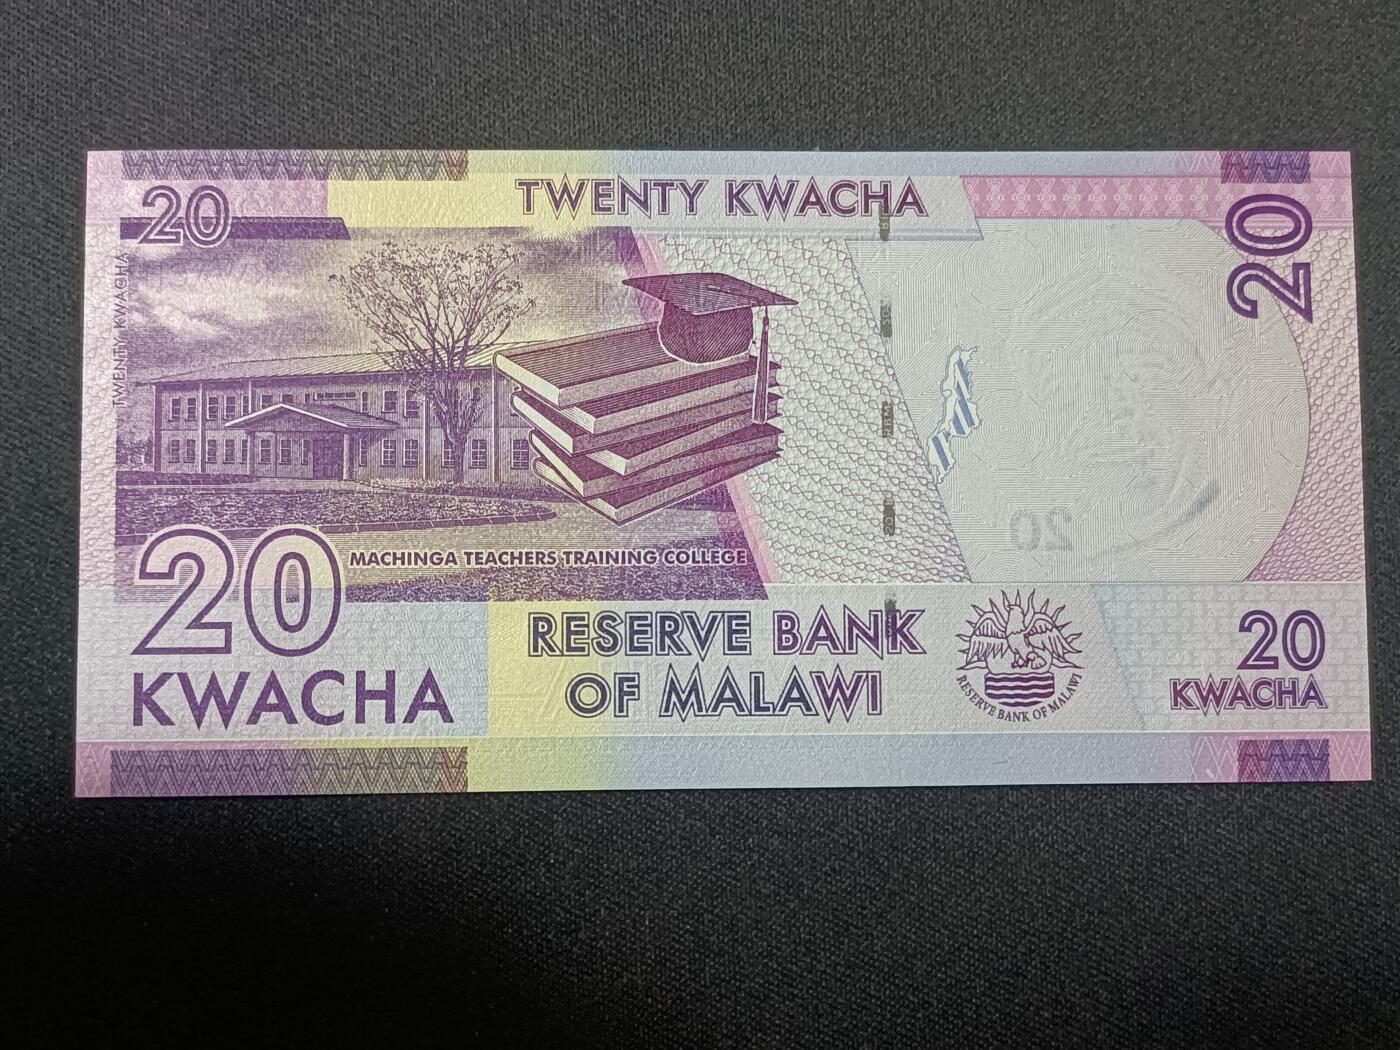 20
TWENTY KWACHA
20
TWENTY KWACHA
20
20
MACHINGA TEACHERS TRAINING COLLEGE
KWACHA
RESERVE BANK
OF MALAWI
RESERVE BANK OF MALAWI
20
KWACHA